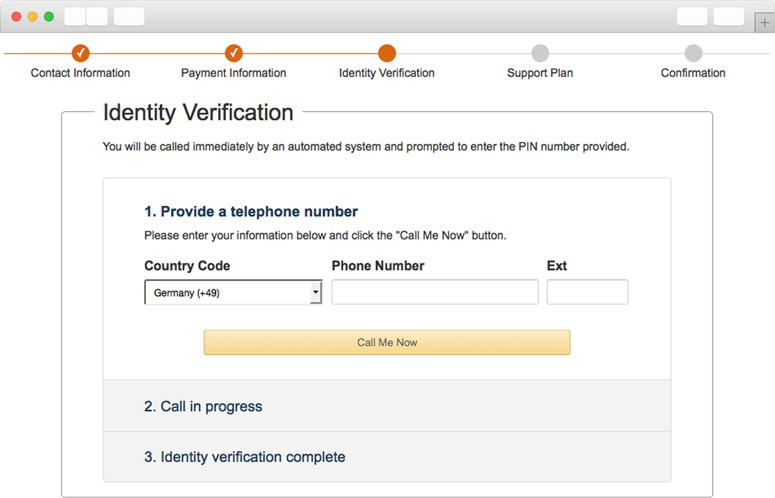 Contact Information
Payment Information
Identity Verification
Support Plan
Confirmation
Identity Verification
You will be called immediately by an automated system and prompted to enter the PIN number provided.
1. Provide a telephone number
Please enter your information below and click the "Call Me Now" button.
Country Code
Phone Number
Ext
Germany (+49)
Call Me Now
2. Call in progress
3. Identity verification complete